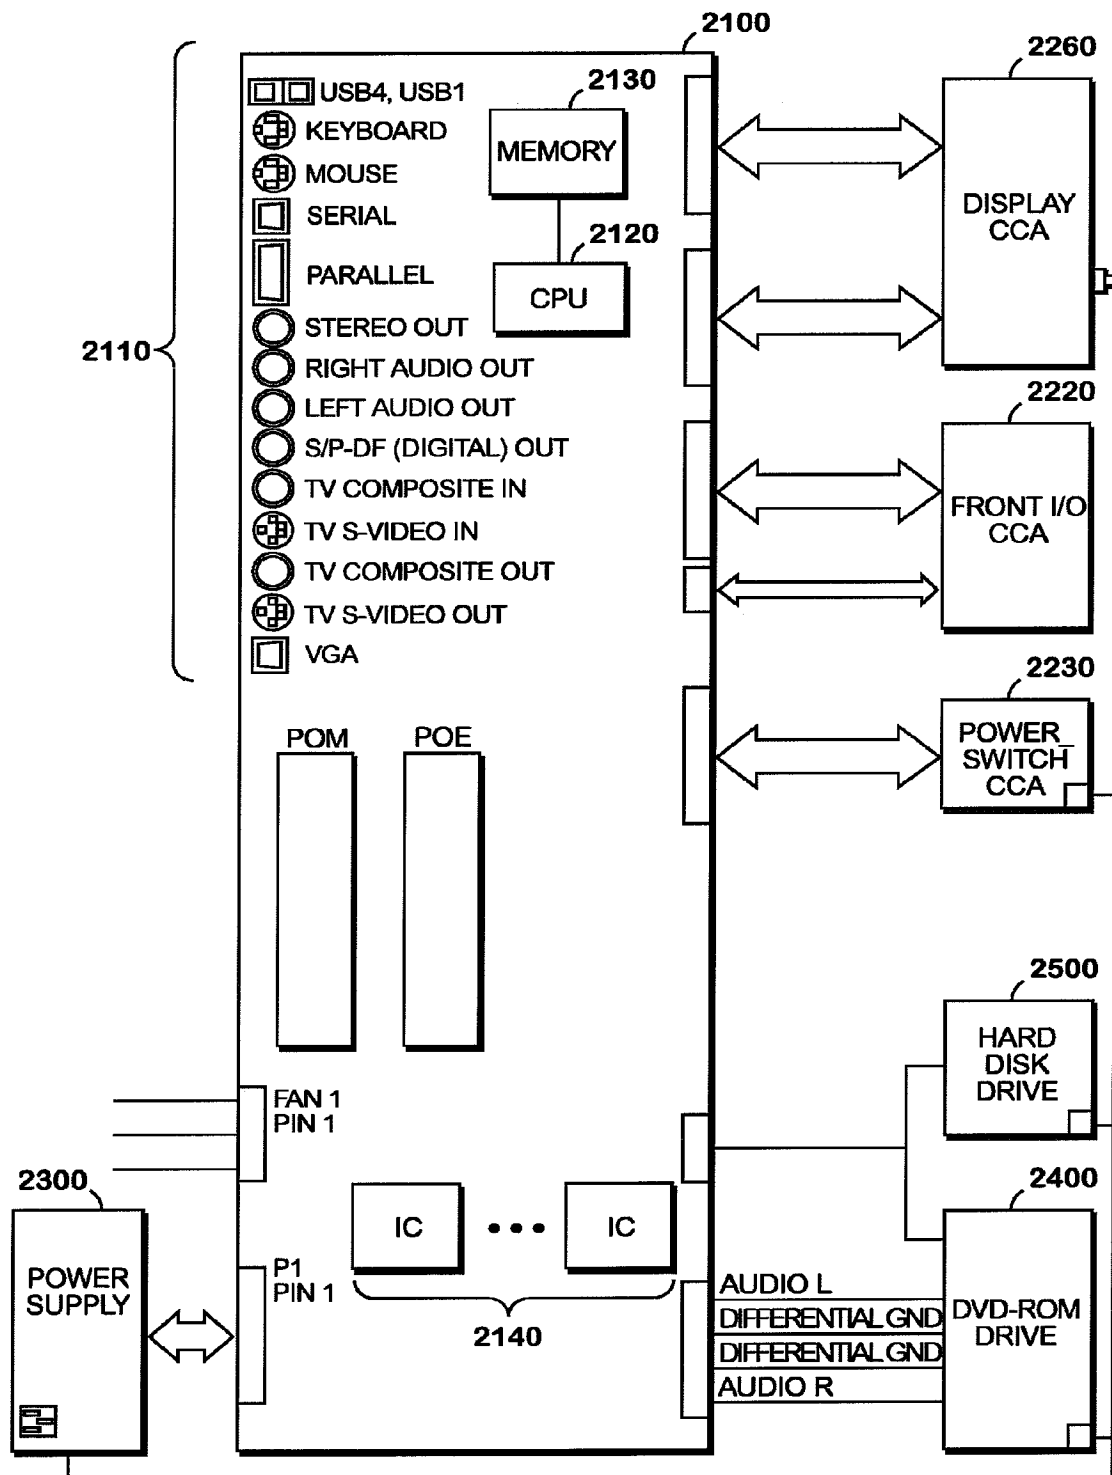 2100
2130
2260
USB4, USB1
KEYBOARD
MEMORY
MOUSE
DISPLAY
CCA
SERIAL
2120
PARALLEL
CPU
STEREO OUT
2110
RIGHT AUDIO OUT
2220
LEFT AUDIO OUT
S/P-DF (DIGITAL) OUT
TV COMPOSITE IN
FRONT I/O
CCA
TV S-VIDEO IN
TV COMPOSITE OUT
TV S-VIDEO OUT
VGA
2230
POM
POE
POWER_
SWITCH
CCA
2500
HARD
DISK
DRIVE
FAN 1
PIN 1
2300
2400
IC
IC
POWER
SUPPLY
P1
PIN 1
2140
AUDIO L
DIFFERENTIAL GND
DIFFERENTIAL GND
AUDIO R
DVD-ROM
DRIVE